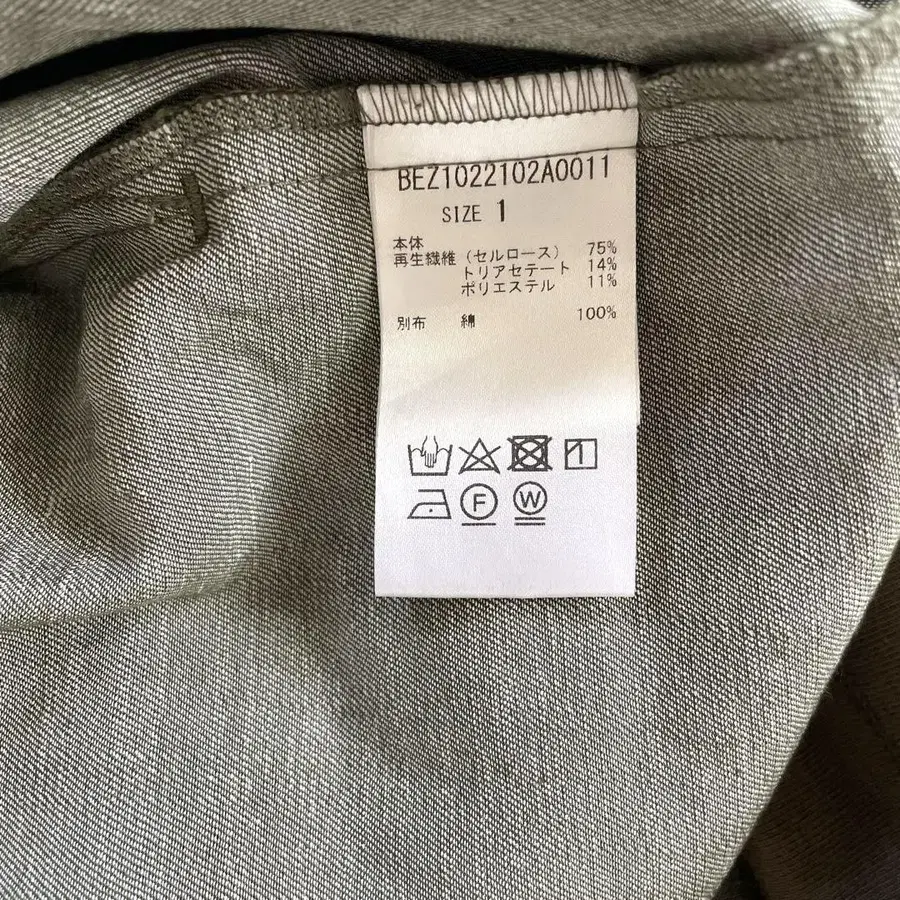 BEZ1022102A0011
SIZE 1
本体
再生繊維(セルロース) 75%
トリアセテート 14%
ポリエステル 11%
別布 綿 100%
F W